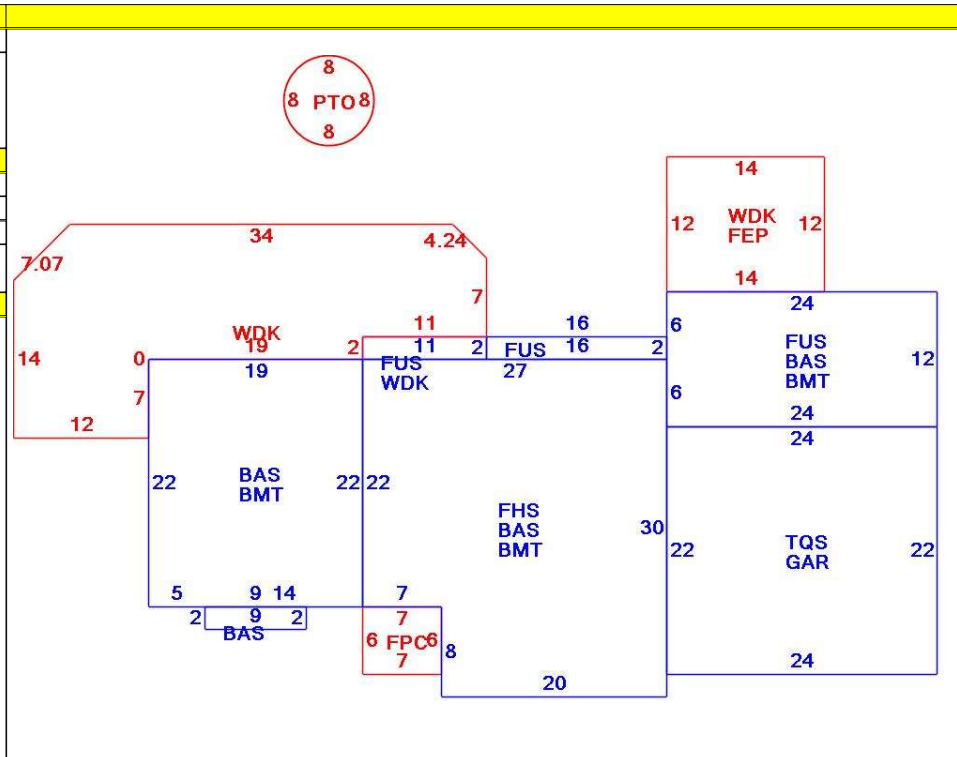 8
8 PTO 8
8
14
12 WDK 12
FEP
14
34
4.24
7.07
7
14
WDK
19
0
19
7
12
11
2 11 2
FUS
WDK
16
FUS 16 2
27
6
24
FUS 12
BAS
BMT
6
24
24
22 BAS 22
BMT
22
FHS
BAS
BMT
30
22 TQS 22
GAR
24
5 9 14
2 9 2
BAS
7
7
6 FPC 6
7
8
20